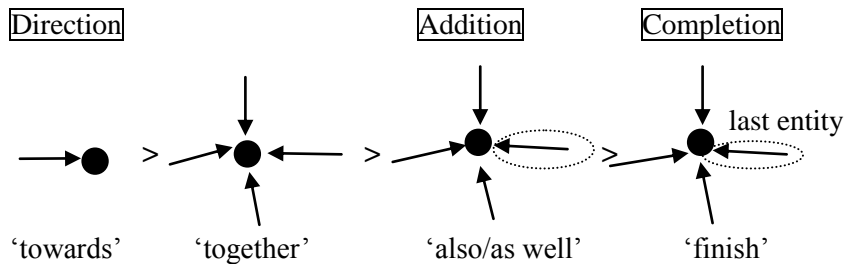 Direction Addition Completion
last entity
> > >
‘towards’ ‘together’ ‘also/as well’ ‘finish’